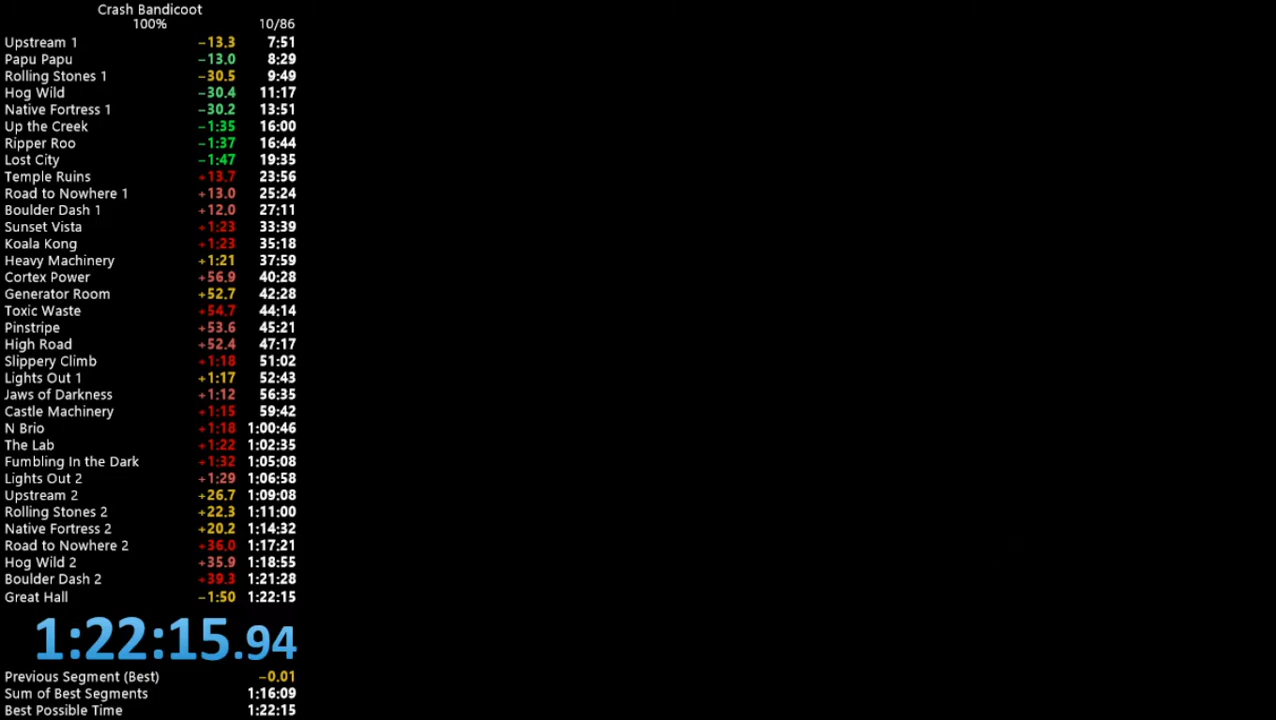 Crash Bandicoot
100% 10/86
Upstream 1 −13.3 7:51
Papu Papu −13.0 8:29
Rolling Stones 1 −30.5 9:49
Hog Wild −30.4 11:17
Native Fortress 1 −30.2 13:51
Up the Creek −1:35 16:00
Ripper Roo −1:37 16:44
Lost City −1:47 19:35
Temple Ruins +13.7 23:56
Road to Nowhere 1 +13.0 25:24
Boulder Dash 1 +12.0 27:11
Sunset Vista +1:23 33:39
Koala Kong +1:23 35:18
Heavy Machinery +1:21 37:59
Cortex Power +56.9 40:28
Generator Room +52.7 42:28
Toxic Waste +54.7 44:14
Pinstripe +53.6 45:21
High Road +52.4 47:17
Slippery Climb +1:18 51:02
Lights Out 1 +1:17 52:43
Jaws of Darkness +1:12 56:35
Castle Machinery +1:15 59:42
N Brio +1:18 1:00:46
The Lab +1:22 1:02:35
Fumbling In the Dark +1:32 1:05:08
Lights Out 2 +1:29 1:06:58
Upstream 2 +26.7 1:09:08
Rolling Stones 2 +22.3 1:11:00
Native Fortress 2 +20.2 1:14:32
Road to Nowhere 2 +36.0 1:17:21
Hog Wild 2 +35.9 1:18:55
Boulder Dash 2 +39.3 1:21:28
Great Hall −1:50 1:22:15
1:22:15.94
Previous Segment (Best) −0.01
Sum of Best Segments 1:16:09
Best Possible Time 1:22:15